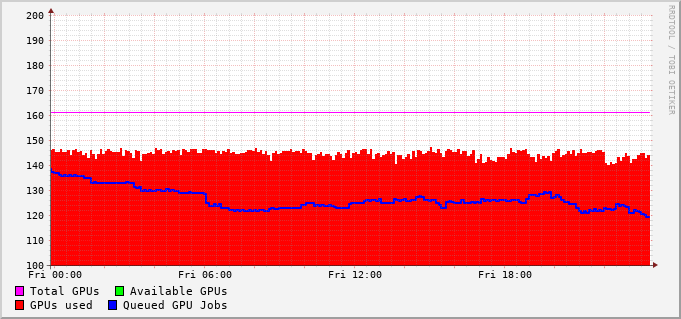 RRDTOOL / TOBI OETIKER
200
190
180
170
160
150
140
130
120
110
100
Fri 00:00 Fri 06:00 Fri 12:00 Fri 18:00
Total GPUs Available GPUs
GPUs used Queued GPU Jobs